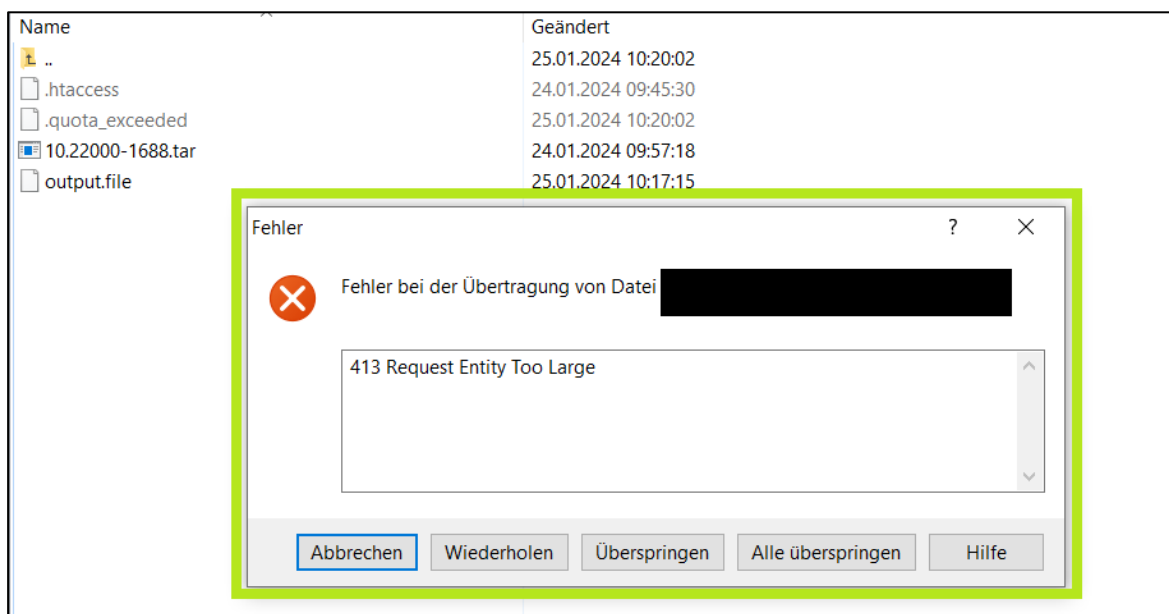 Name Geändert
.. 25.01.2024 10:20:02
.htaccess 24.01.2024 09:45:30
.quota_exceeded 25.01.2024 10:20:02
10.22000-1688.tar 24.01.2024 09:57:18
output.file 25.01.2024 10:17:15
Fehler ?
Fehler bei der Übertragung von Datei
413 Request Entity Too Large
Abbrechen Wiederholen Überspringen Alle überspringen Hilfe